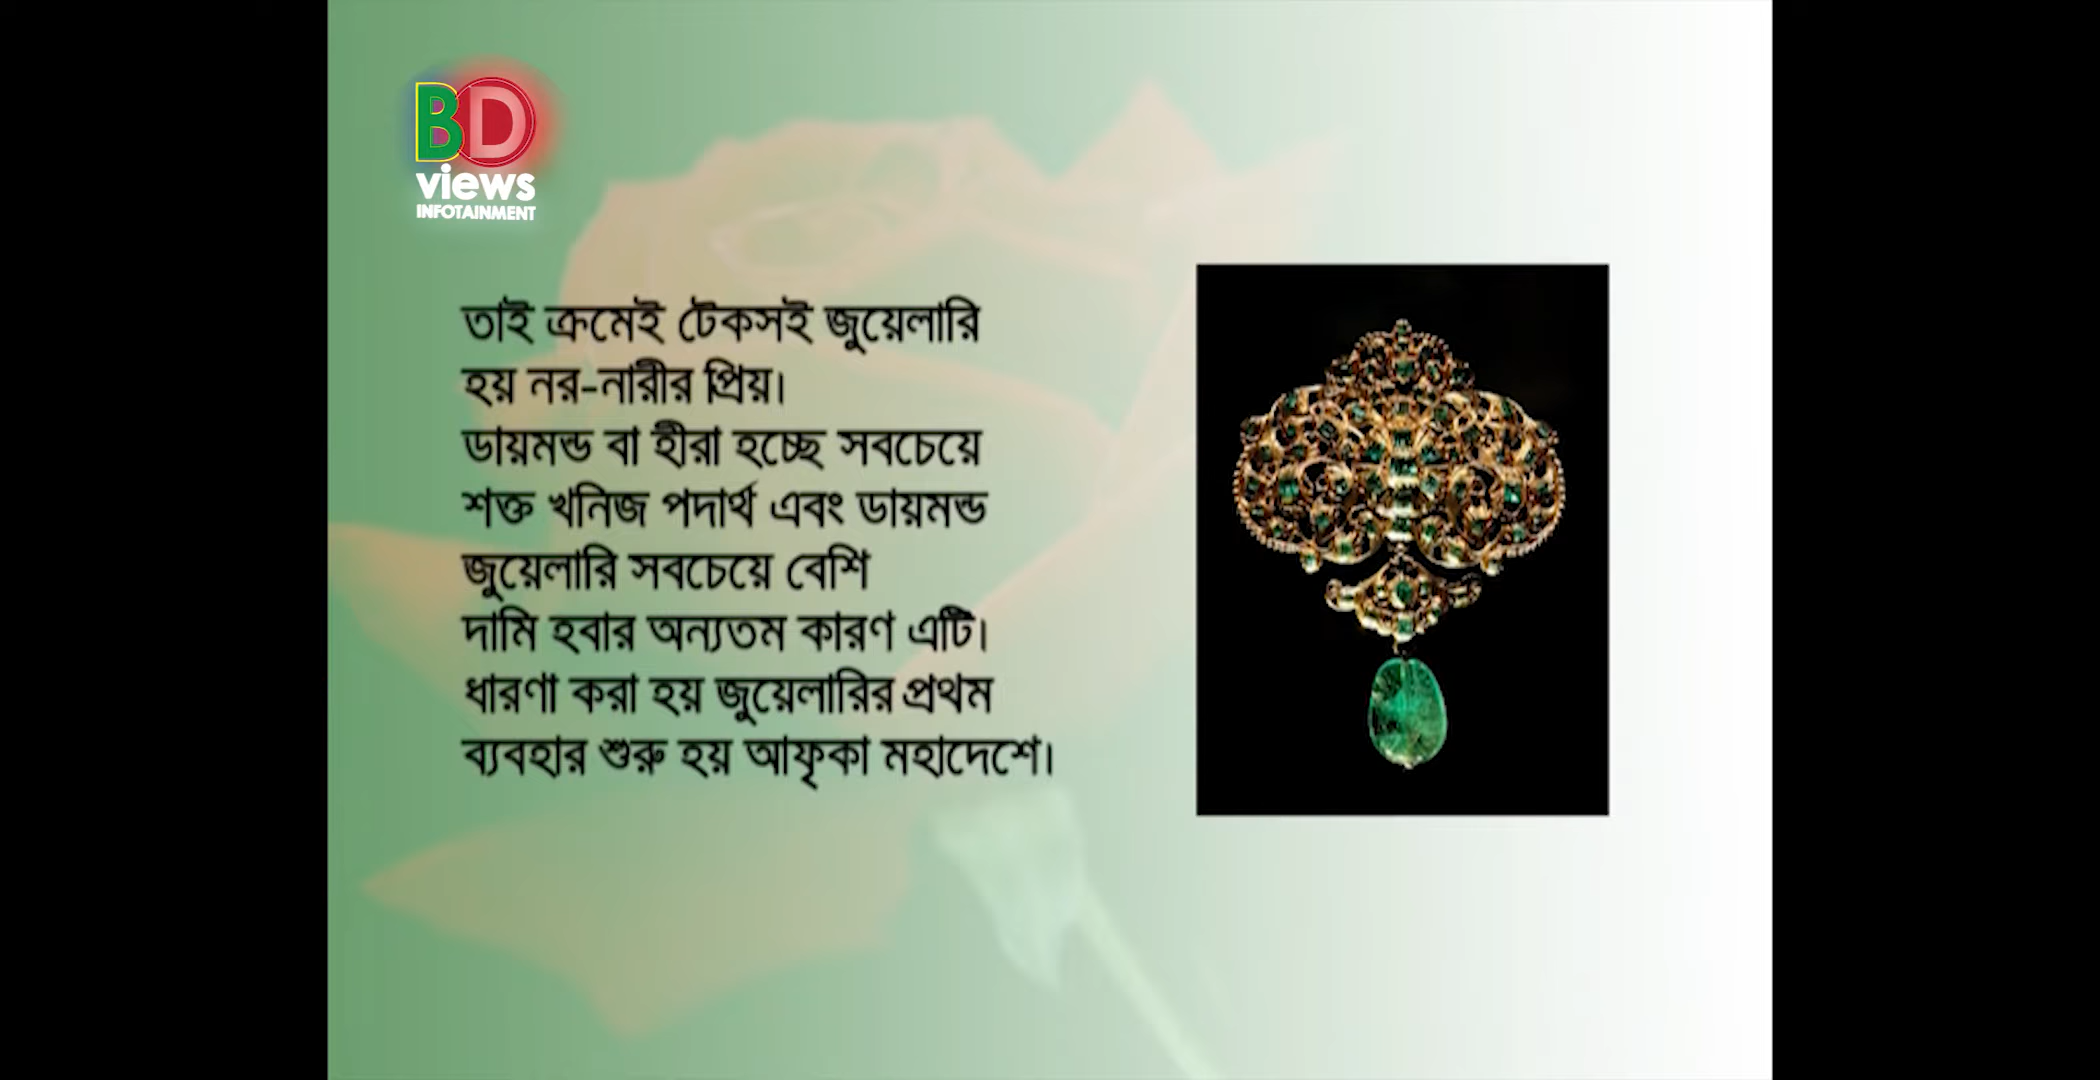 BD
views
INFOTAINMENT
তাই ক্রমেই টেকসই জুয়েলারি
হয় নর-নারীর প্রিয়।
ডায়মন্ড বা হীরা হচ্ছে সবচেয়ে
শক্ত খনিজ পদার্থ এবং ডায়মন্ড
জুয়েলারি সবচেয়ে বেশি
দামি হবার অন্যতম কারণ এটি।
ধারণা করা হয় জুয়েলারির প্রথম
ব্যবহার শুরু হয় আফৃকা মহাদেশে।